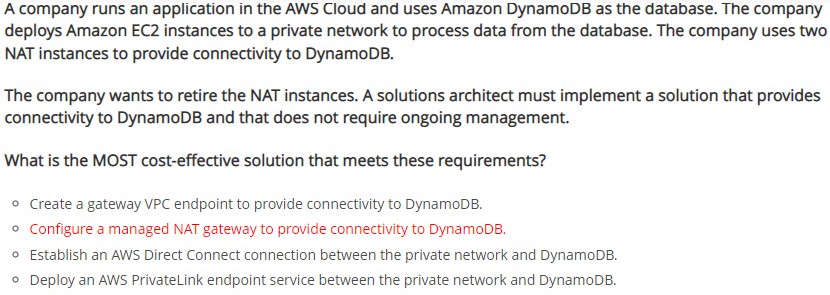 A company runs an application in the AWS Cloud and uses Amazon DynamoDB as the database. The company
deploys Amazon EC2 instances to a private network to process data from the database. The company uses two
NAT instances to provide connectivity to DynamoDB.
The company wants to retire the NAT instances. A solutions architect must implement a solution that provides
connectivity to DynamoDB and that does not require ongoing management.
What is the MOST cost-effective solution that meets these requirements?
Create a gateway VPC endpoint to provide connectivity to DynamoDB.
Configure a managed NAT gateway to provide connectivity to DynamoDB.
Establish an AWS Direct Connect connection between the private network and DynamoDB.
Deploy an AWS PrivateLink endpoint service between the private network and DynamoDB.